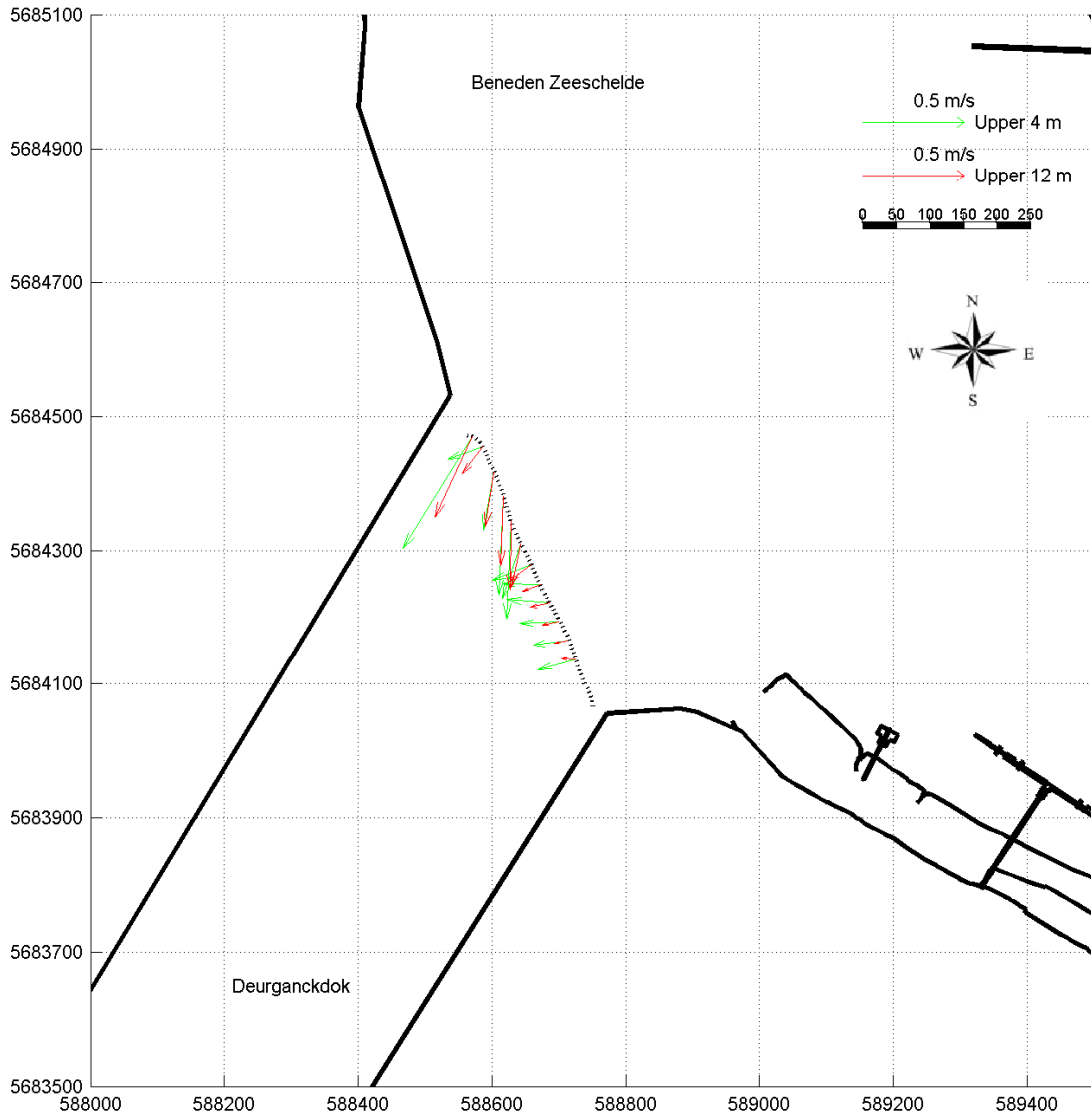 5685100
Beneden Zeeschelde
0.5 m/s
Upper 4 m
5684900
0.5 m/s
Upper 12 m
0 50 100 150 200 250
5684700
N
W E
S
5684500
5684300
5684100
5683900
5683700
Deurganckdok
5683500
588000 588200 588400 588600 588800 589000 589200 589400